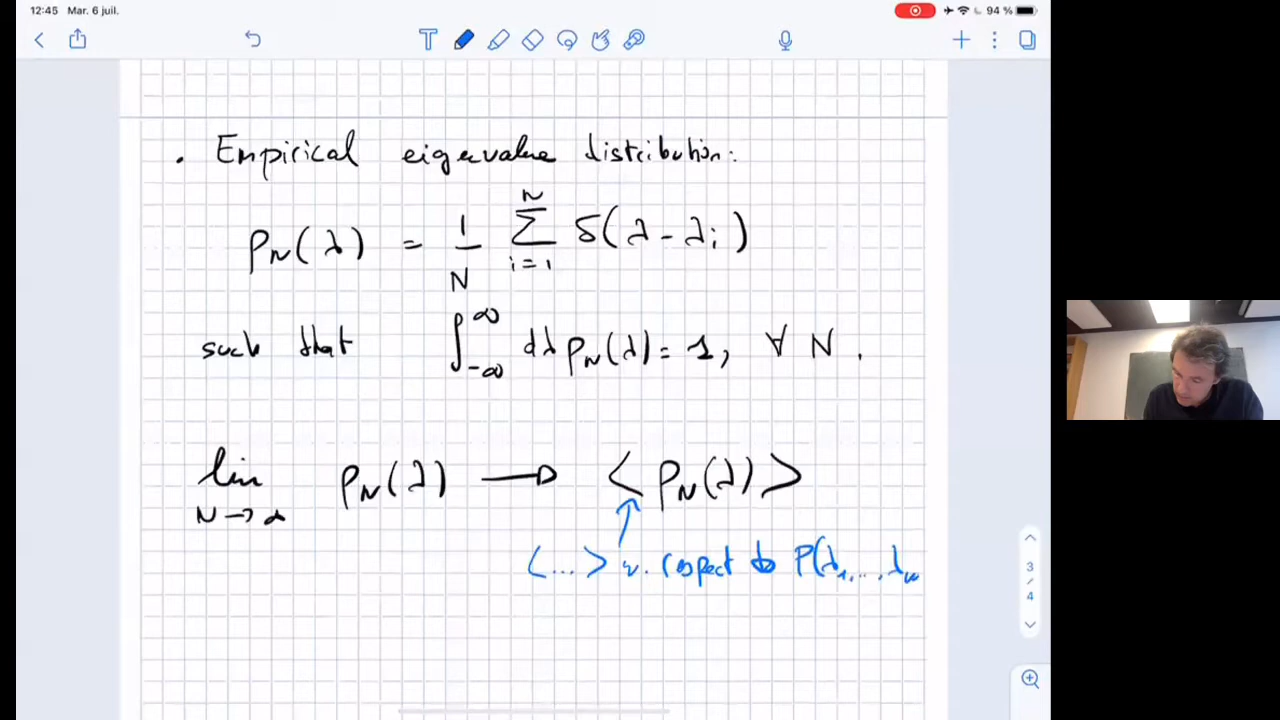 12:45 Mar. 6 juil.
94 %
• Empirical eigenvalue distribution:
ρN(λ) = 1/N Σ_{i=1}^{N} δ(λ - λi)
such that ∫_{-∞}^{∞} dλ ρN(λ) = 1, ∀ N.
lim_{N→∞} ρN(λ) → < ρN(λ) >
<...> w. respect to P(λ1,...,λN
3 / 4